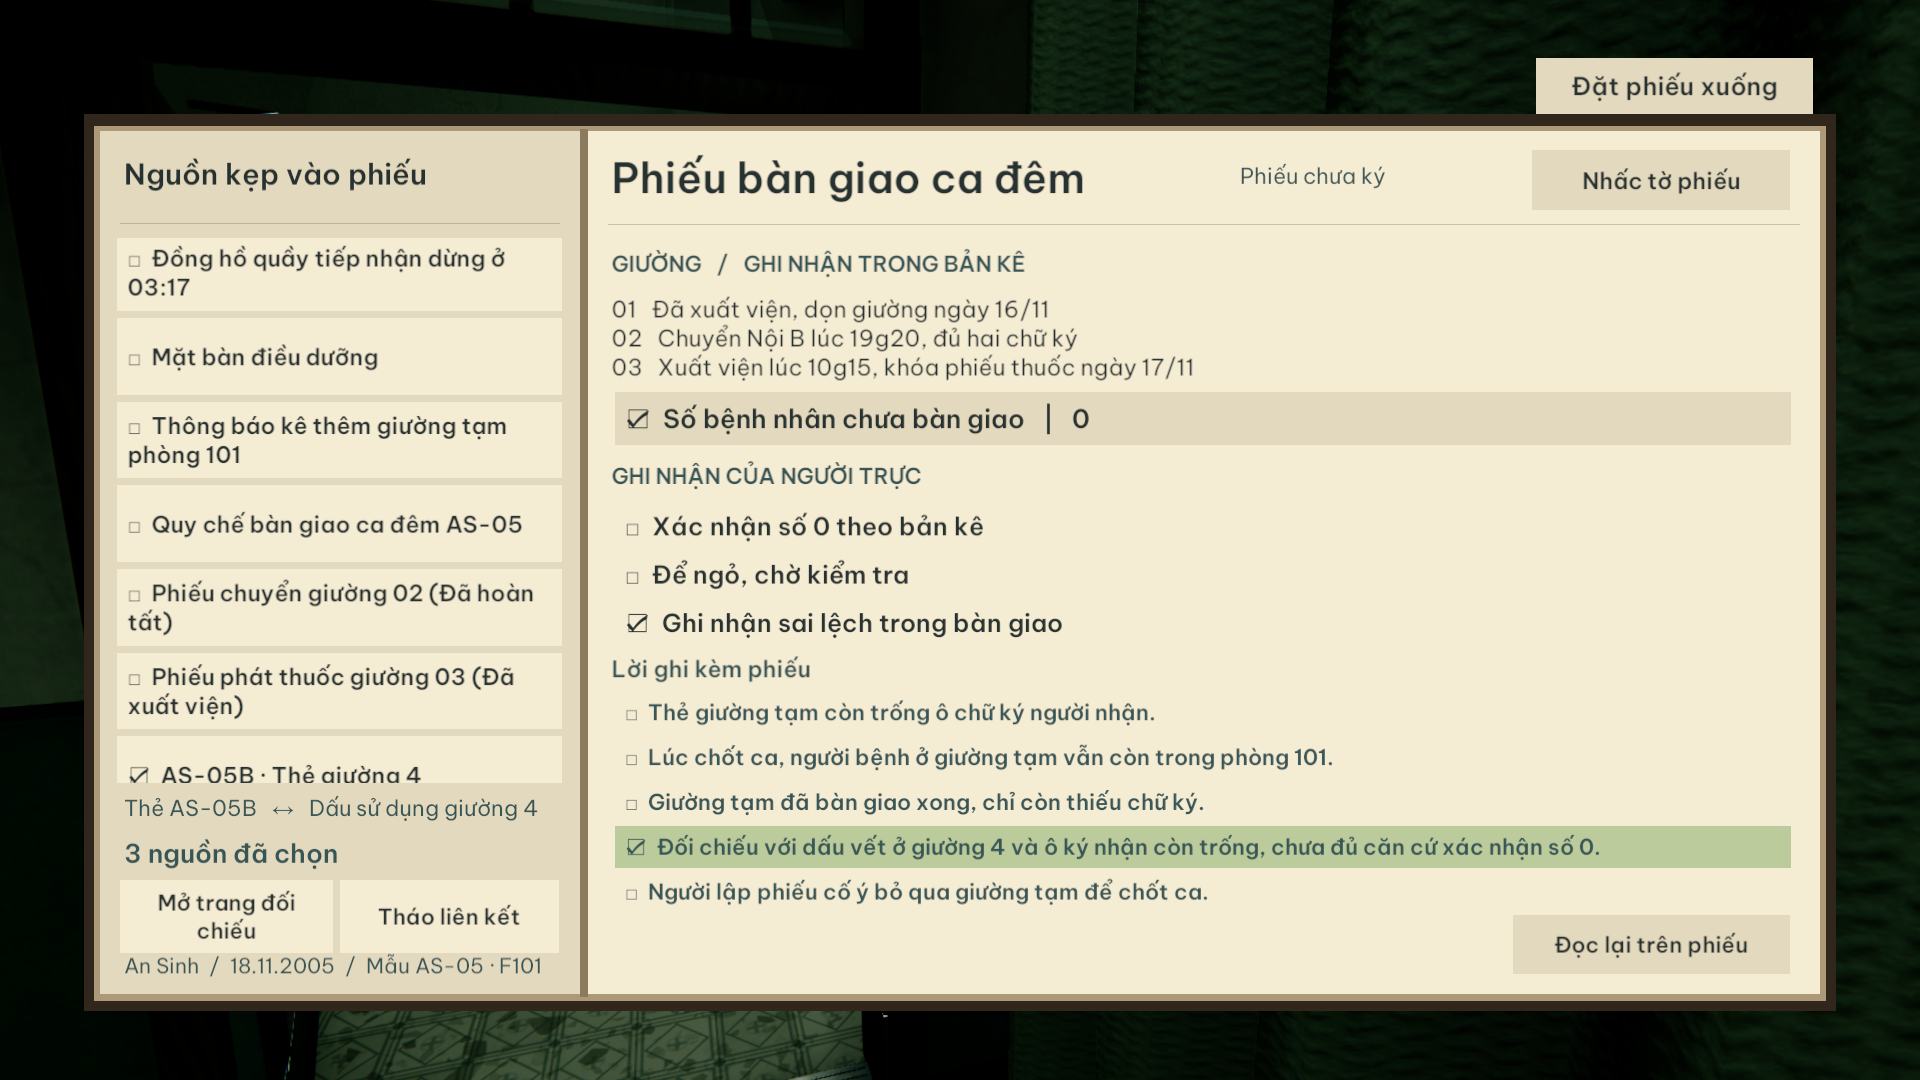 Đặt phiếu xuống
Nguồn kẹp vào phiếu
Đồng hồ quầy tiếp nhận dừng ở
03:17
Mặt bàn điều dưỡng
Thông báo kê thêm giường tạm
phòng 101
Quy chế bàn giao ca đêm AS-05
Phiếu chuyển giường 02 (Đã hoàn
tất)
Phiếu phát thuốc giường 03 (Đã
xuất viện)
AS-05B · Thẻ giường 4
Thẻ AS-05B ↔ Dấu sử dụng giường 4
3 nguồn đã chọn
Mở trang đối
chiếu
Tháo liên kết
An Sinh / 18.11.2005 / Mẫu AS-05 · F101
Phiếu bàn giao ca đêm
Phiếu chưa ký
Nhấc tờ phiếu
GIƯỜNG / GHI NHẬN TRONG BẢN KÊ
01 Đã xuất viện, dọn giường ngày 16/11
02 Chuyển Nội B lúc 19g20, đủ hai chữ ký
03 Xuất viện lúc 10g15, khóa phiếu thuốc ngày 17/11
Số bệnh nhân chưa bàn giao | 0
GHI NHẬN CỦA NGƯỜI TRỰC
Xác nhận số 0 theo bản kê
Để ngỏ, chờ kiểm tra
Ghi nhận sai lệch trong bàn giao
Lời ghi kèm phiếu
Thẻ giường tạm còn trống ô chữ ký người nhận.
Lúc chốt ca, người bệnh ở giường tạm vẫn còn trong phòng 101.
Giường tạm đã bàn giao xong, chỉ còn thiếu chữ ký.
Đối chiếu với dấu vết ở giường 4 và ô ký nhận còn trống, chưa đủ căn cứ xác nhận số 0.
Người lập phiếu cố ý bỏ qua giường tạm để chốt ca.
Đọc lại trên phiếu